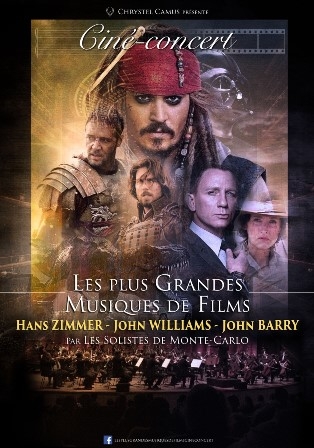 Chrystel Camus présente
Ciné-concert
Les plus Grandes
Musiques de Films
Hans ZIMMER - John WILLIAMS - John BARRY
par Les Solistes de Monte-Carlo